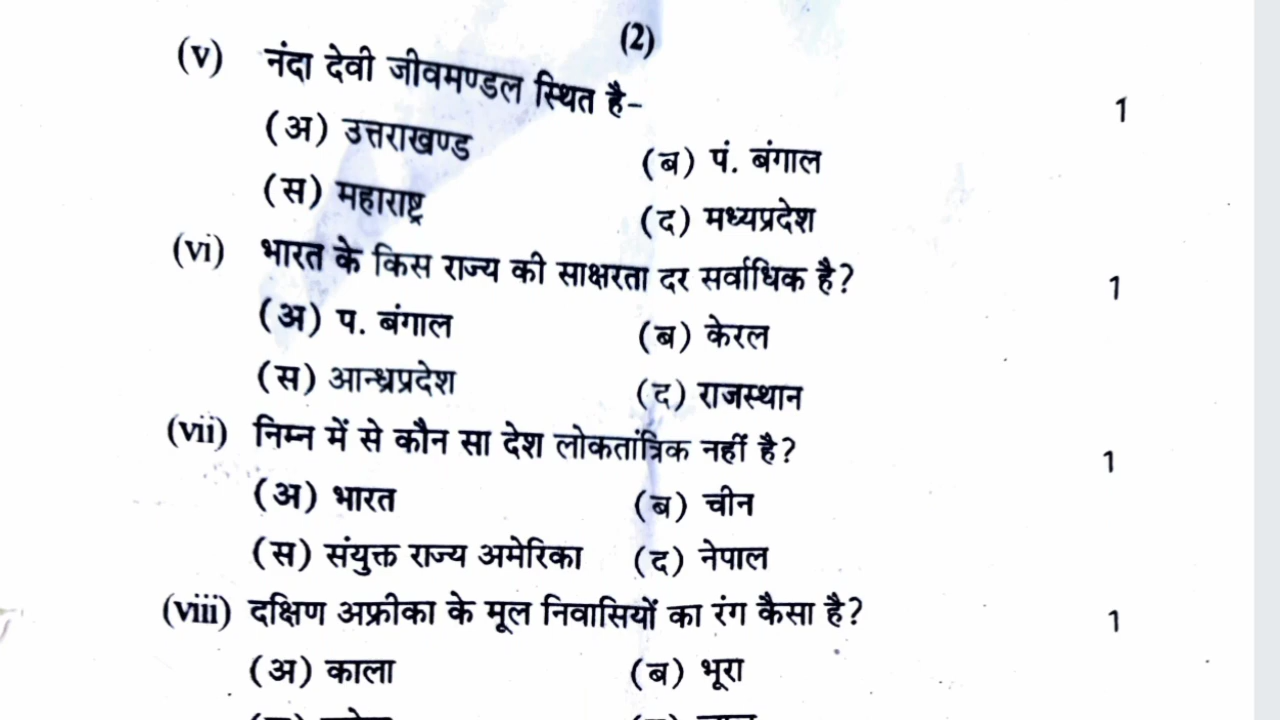 (2)
(v) नंदा देवी जीवमण्डल स्थित है- 1
(अ) उत्तराखण्ड (ब) पं. बंगाल
(स) महाराष्ट्र (द) मध्यप्रदेश
(vi) भारत के किस राज्य की साक्षरता दर सर्वाधिक है? 1
(अ) प. बंगाल (ब) केरल
(स) आन्ध्रप्रदेश (द) राजस्थान
(vii) निम्न में से कौन सा देश लोकतांत्रिक नहीं है? 1
(अ) भारत (ब) चीन
(स) संयुक्त राज्य अमेरिका (द) नेपाल
(viii) दक्षिण अफ्रीका के मूल निवासियों का रंग कैसा है? 1
(अ) काला (ब) भूरा